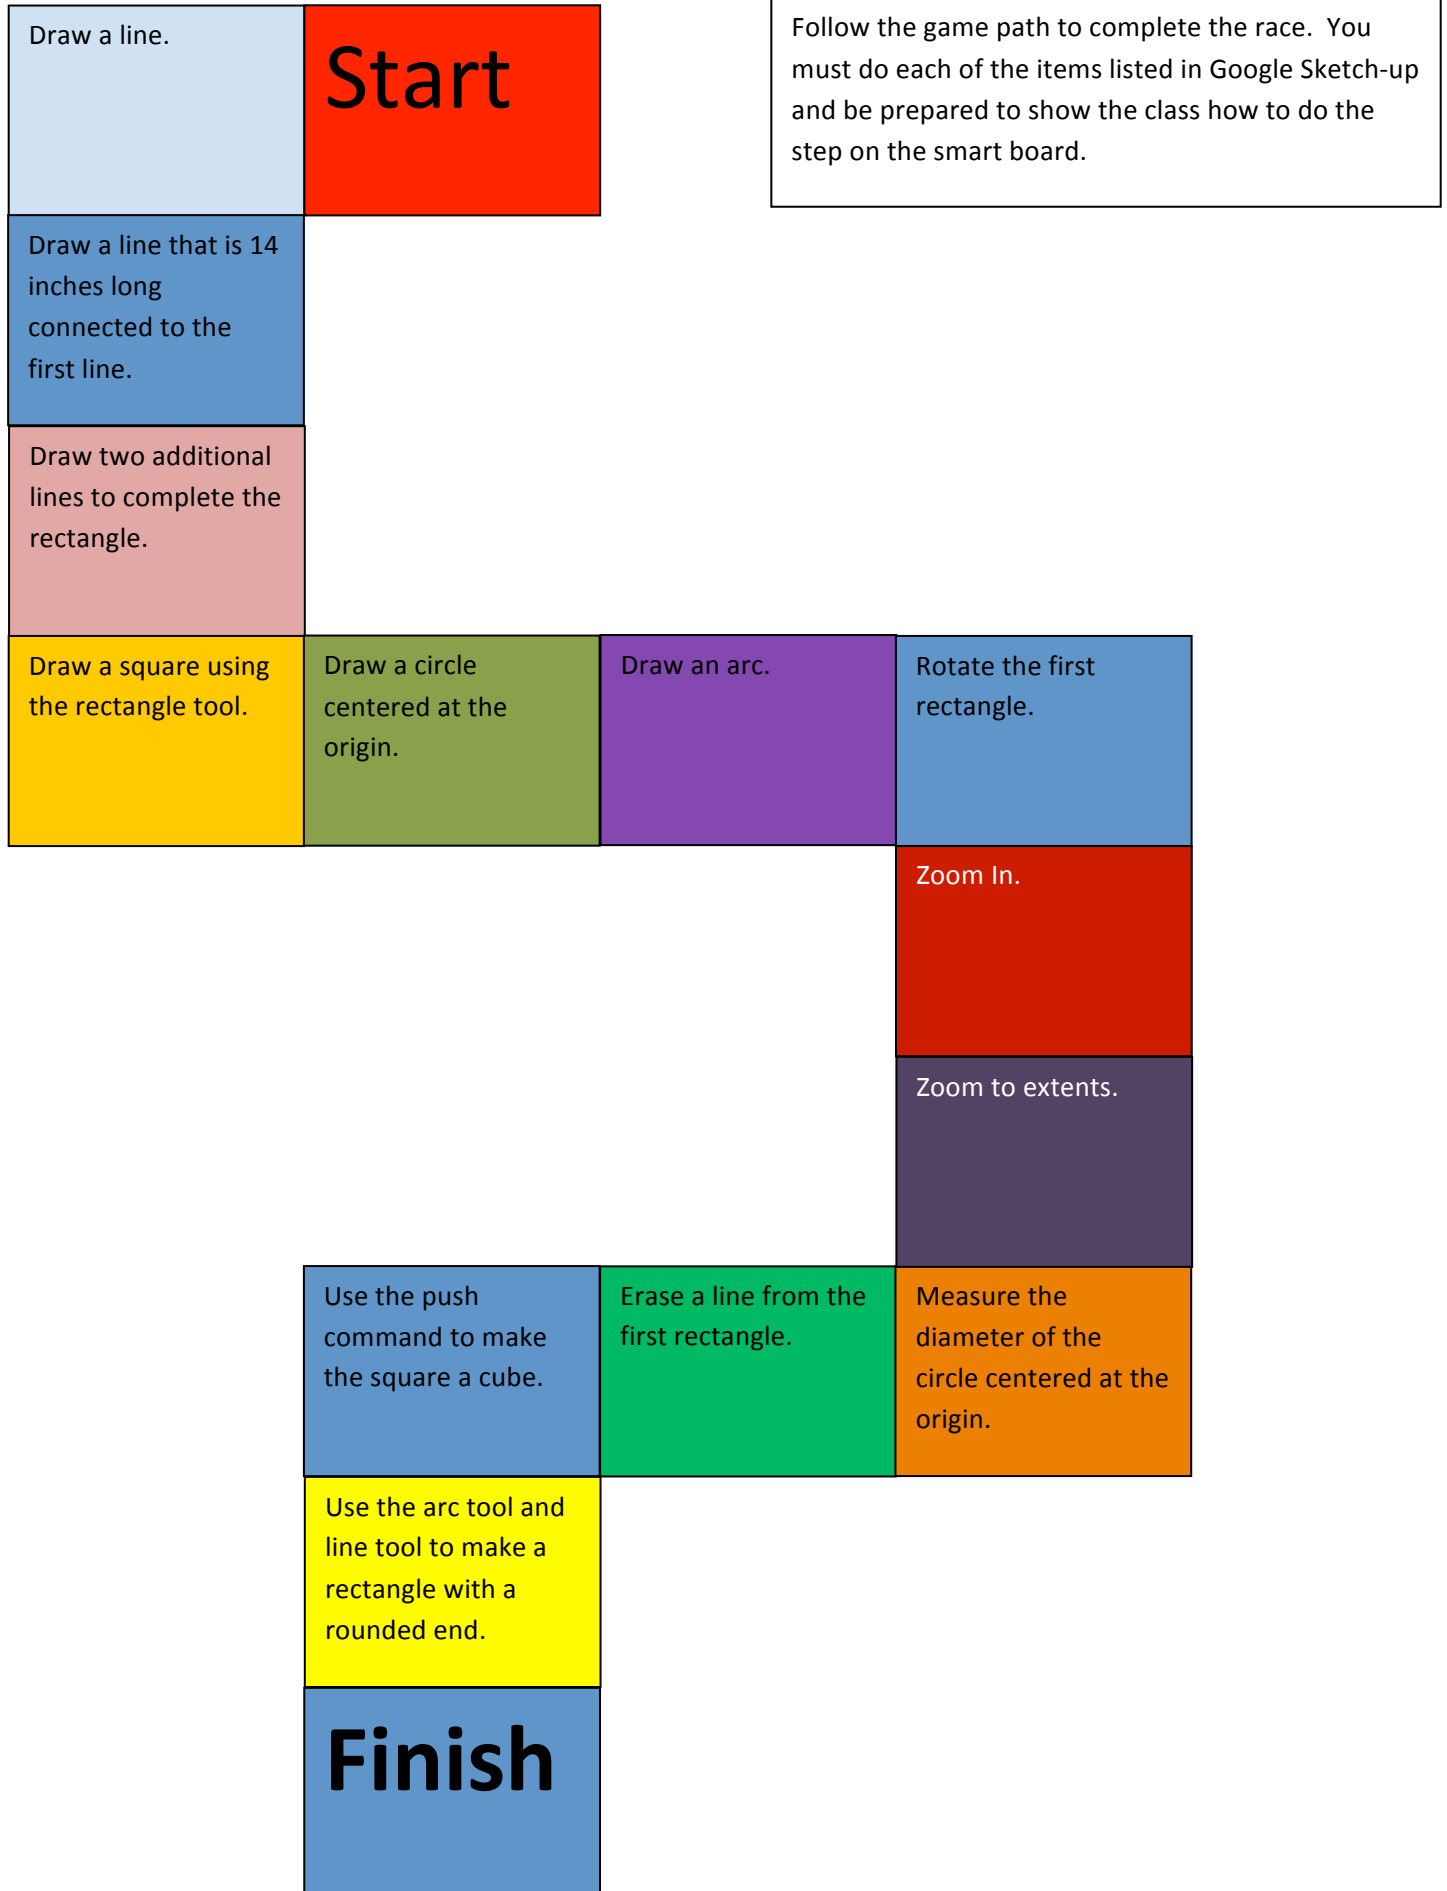 Start
Follow the game path to complete the race.  You
must do each of the items listed in Google Sketch-up
and be prepared to show the class how to do the
step on the smart board.
Draw a line.
Draw a line that is 14
inches long
connected to the
first line.
Draw two additional
lines to complete the
rectangle.
Draw a square using
the rectangle tool.
Draw a circle
centered at the
origin.
Draw an arc.
Rotate the first
rectangle.
Zoom In.
Zoom to extents.
Measure the
diameter of the
circle centered at the
origin.
Erase a line from the
first rectangle.
Use the push
command to make
the square a cube.
Use the arc tool and
line tool to make a
rectangle with a
rounded end.
Finish